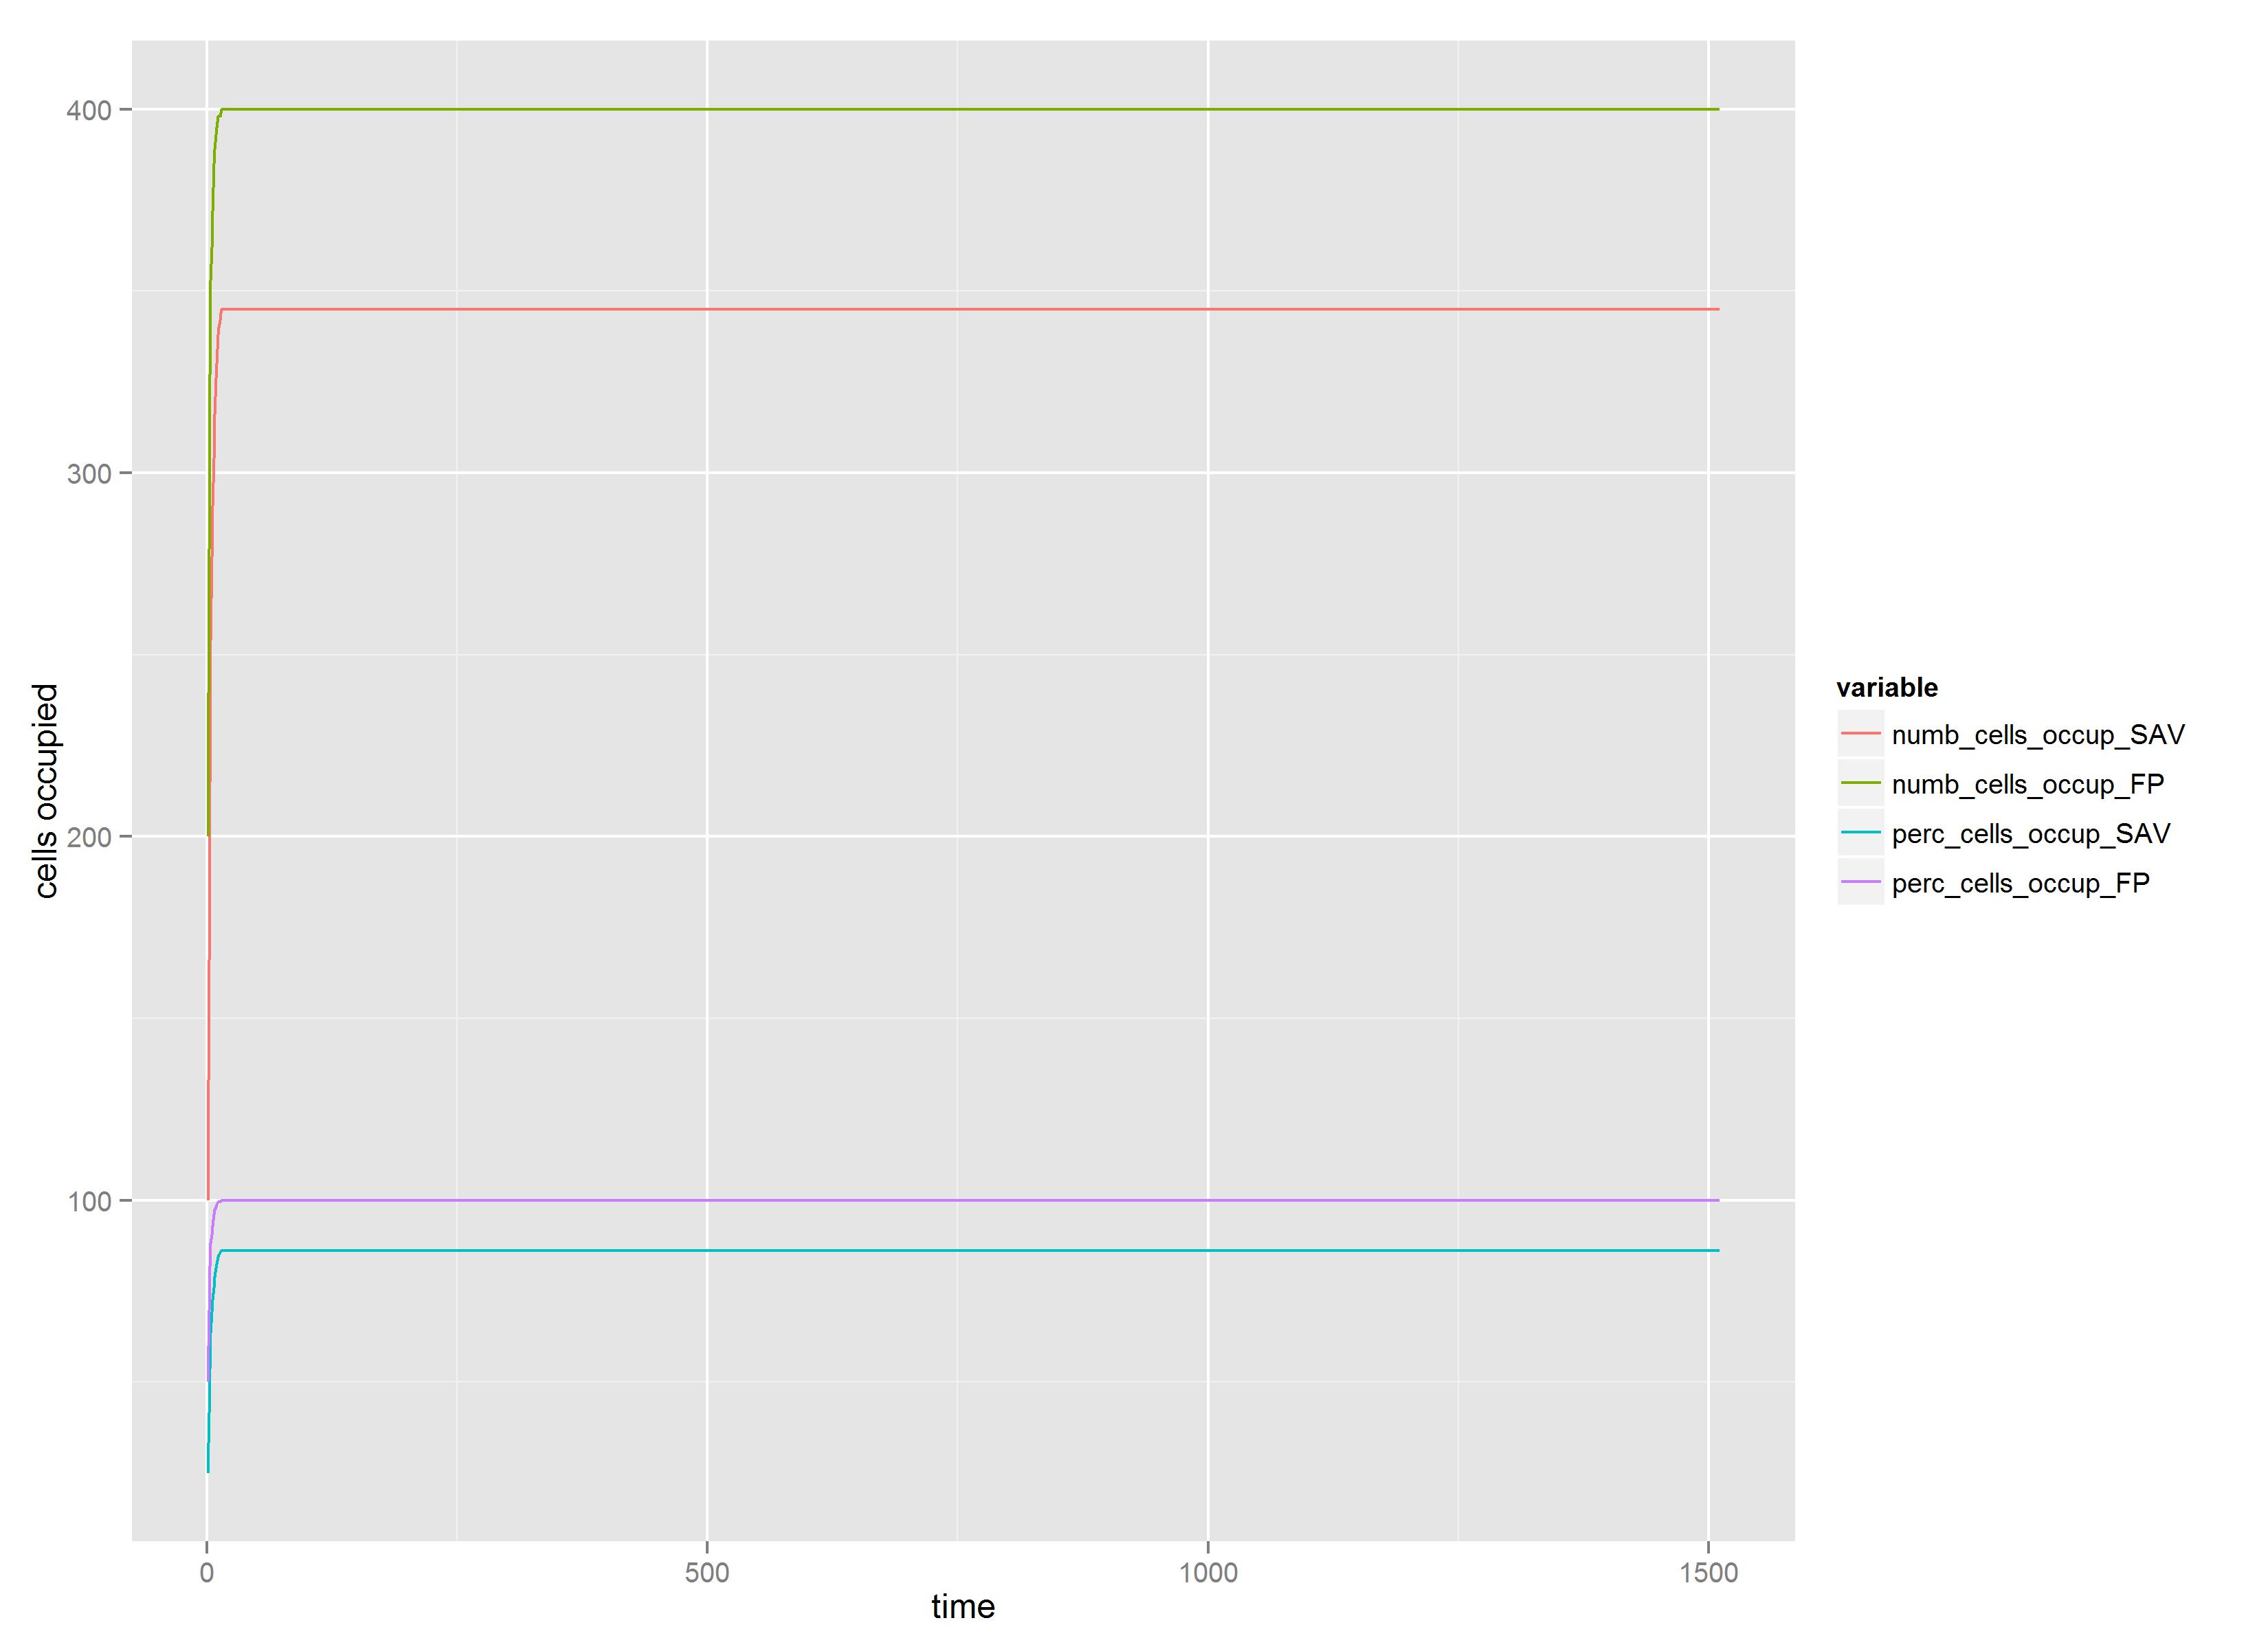 400
300
200
100
cells occupied
0 500 1000 1500
time
variable
numb_cells_occup_SAV
numb_cells_occup_FP
perc_cells_occup_SAV
perc_cells_occup_FP